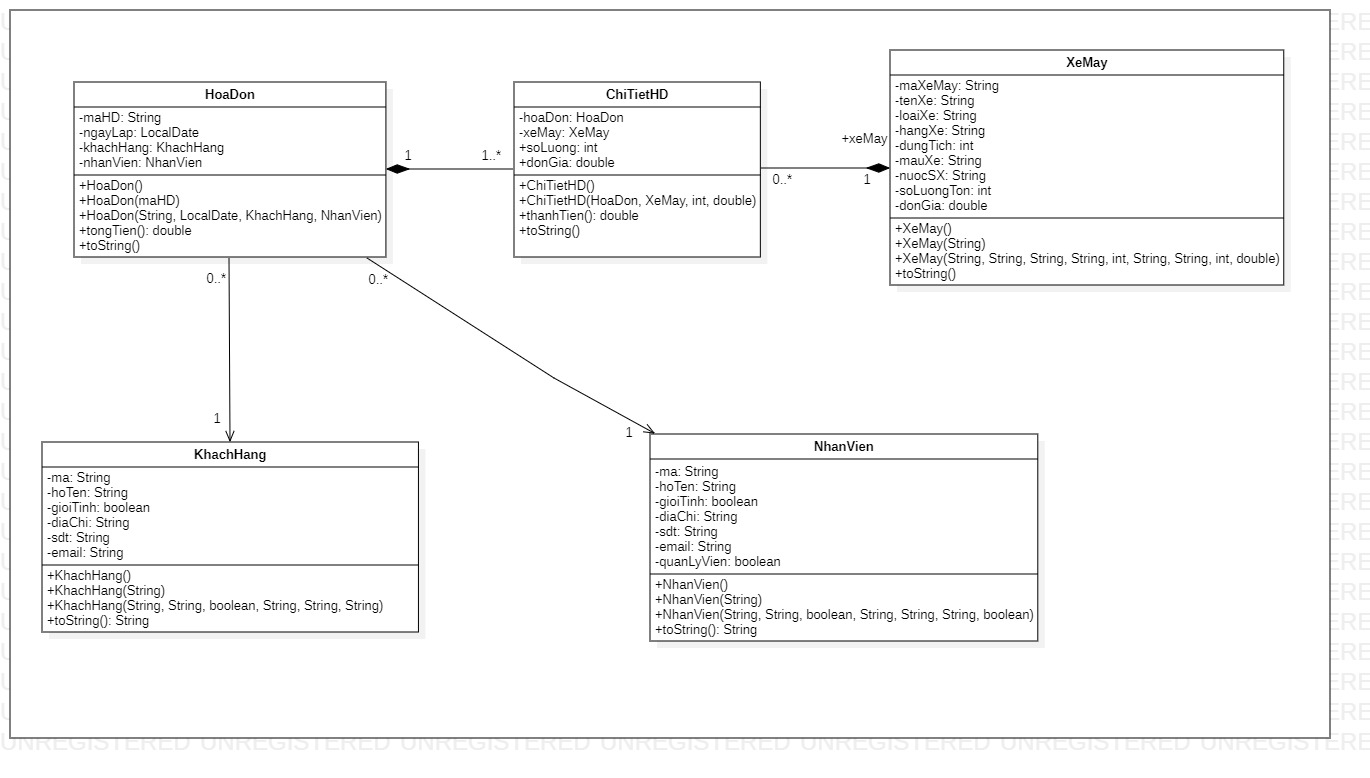 HoaDon
-maHD: String
-ngayLap: LocalDate
-khachHang: KhachHang
-nhanVien: NhanVien
+HoaDon()
+HoaDon(maHD)
+HoaDon(String, LocalDate, KhachHang, NhanVien)
+tongTien(): double
+toString()
1
1..*
ChiTietHD
-hoaDon: HoaDon
-xeMay: XeMay
+soLuong: int
+donGia: double
+ChiTietHD()
+ChiTietHD(HoaDon, XeMay, int, double)
+thanhTien(): double
+toString()
+xeMay
0..*
1
XeMay
-maXeMay: String
-tenXe: String
-loaiXe: String
-hangXe: String
-dungTich: int
-mauXe: String
-nuocSX: String
-soLuongTon: int
-donGia: double
+XeMay()
+XeMay(String)
+XeMay(String, String, String, String, int, String, String, int, double)
+toString()
0..*
0..*
1
1
KhachHang
-ma: String
-hoTen: String
-gioiTinh: boolean
-diaChi: String
-sdt: String
-email: String
+KhachHang()
+KhachHang(String)
+KhachHang(String, String, boolean, String, String, String)
+toString(): String
NhanVien
-ma: String
-hoTen: String
-gioiTinh: boolean
-diaChi: String
-sdt: String
-email: String
-quanLyVien: boolean
+NhanVien()
+NhanVien(String)
+NhanVien(String, String, boolean, String, String, String, boolean)
+toString(): String
UNREGISTERED UNREGISTERED UNREGISTERED UNREGISTERED UNREGISTERED UNREGISTERED